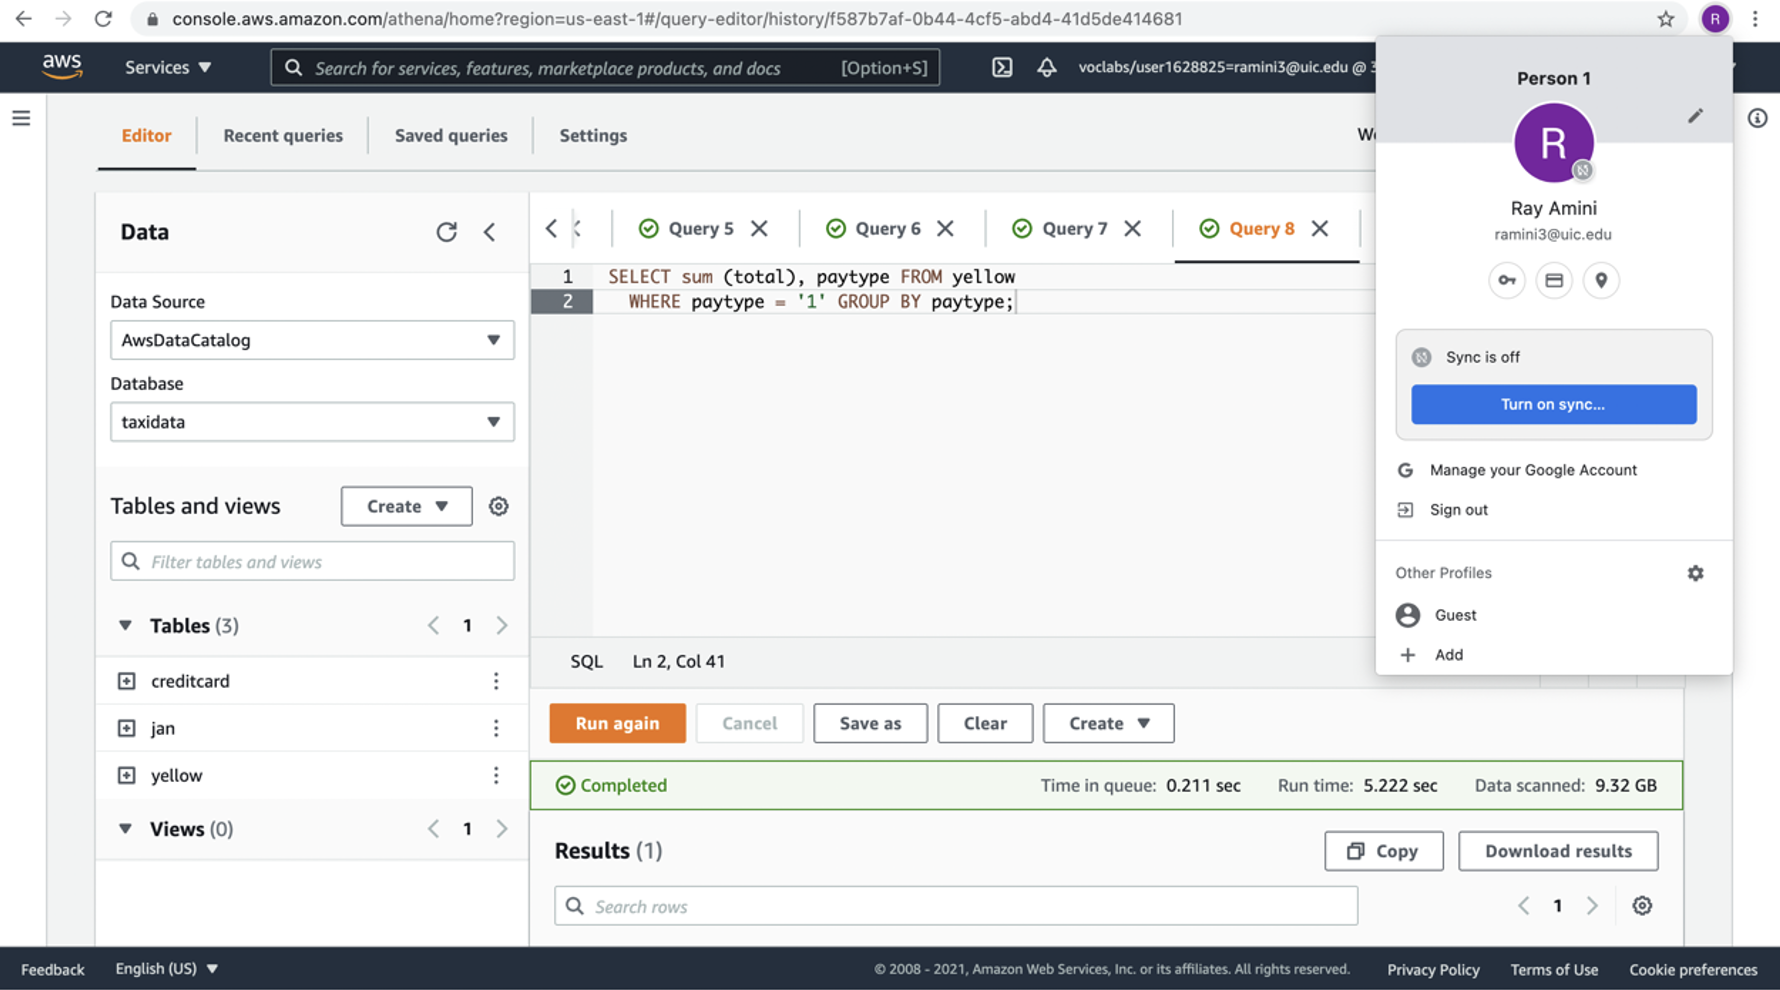 console.aws.amazon.com/athena/home?region=us-east-1#/query-editor/history/f587b7af-0b44-4cf5-abd4-41d5de414681
R
aws
Services
Search for services, features, marketplace products, and docs
[Option+S]
voclabs/user1628825=ramini3@uic.edu @ 3
Editor
Recent queries
Saved queries
Settings
Data
Data Source
AwsDataCatalog
Database
taxidata
Tables and views
Create
Filter tables and views
Tables (3)
1
creditcard
jan
yellow
Views (0)
1
Query 5
Query 6
Query 7
Query 8
1 SELECT sum (total), paytype FROM yellow
2 WHERE paytype = '1' GROUP BY paytype;
SQL Ln 2, Col 41
Run again
Cancel
Save as
Clear
Create
Completed
Time in queue: 0.211 sec
Run time: 5.222 sec
Data scanned: 9.32 GB
Results (1)
Copy
Download results
Search rows
1
Person 1
R
Ray Amini
ramini3@uic.edu
Sync is off
Turn on sync...
G Manage your Google Account
Sign out
Other Profiles
Guest
Add
Feedback
English (US)
© 2008 - 2021, Amazon Web Services, Inc. or its affiliates. All rights reserved.
Privacy Policy
Terms of Use
Cookie preferences